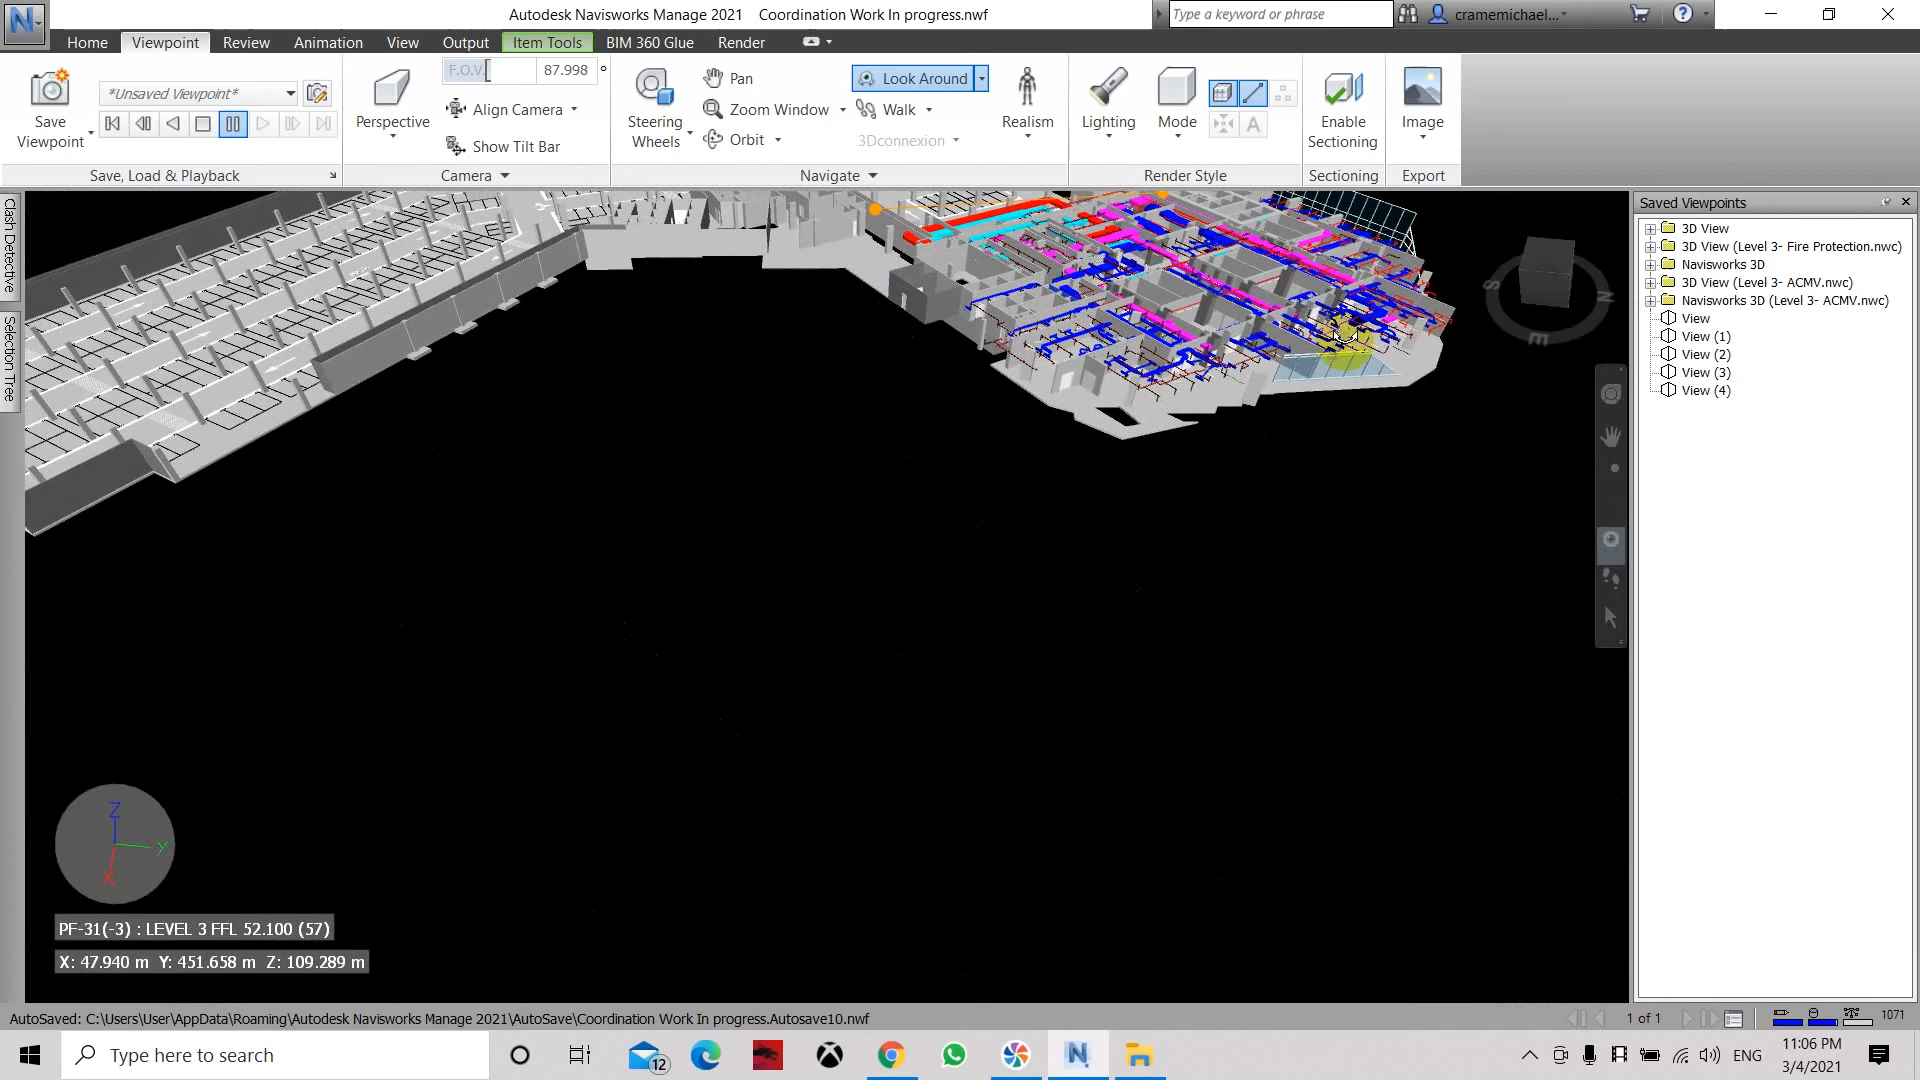 Autodesk Navisworks Manage 2021 Coordination Work In progress.nwf
Type a keyword or phrase
cramemichael...
Home Viewpoint Review Animation View Output Item Tools BIM 360 Glue Render
Save Viewpoint
*Unsaved Viewpoint*
Save, Load & Playback
Perspective
F.O.V. 87.998 °
Align Camera
Show Tilt Bar
Camera
Steering Wheels
Pan
Zoom Window
Orbit
Look Around
Walk
3Dconnexion
Realism
Navigate
Lighting
Mode
A
Render Style
Enable Sectioning
Sectioning
Image
Export
Clash Detective
Selection Tree
Saved Viewpoints
3D View
3D View (Level 3- Fire Protection.nwc)
Navisworks 3D
3D View (Level 3- ACMV.nwc)
Navisworks 3D (Level 3- ACMV.nwc)
View
View (1)
View (2)
View (3)
View (4)
S N E
Z
Y
X
PF-31(-3) : LEVEL 3 FFL 52.100 (57)
X: 47.940 m Y: 451.658 m Z: 109.289 m
AutoSaved: C:\Users\User\AppData\Roaming\Autodesk Navisworks Manage 2021\AutoSave\Coordination Work In progress.Autosave10.nwf
1 of 1
1071
Type here to search
12
ENG
11:06 PM
3/4/2021